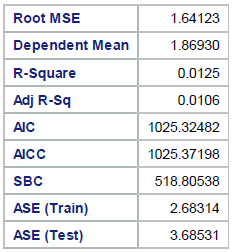 Root MSE 1.64123
Dependent Mean 1.86930
R-Square 0.0125
Adj R-Sq 0.0106
AIC 1025.32482
AICC 1025.37198
SBC 518.80538
ASE (Train) 2.68314
ASE (Test) 3.68531